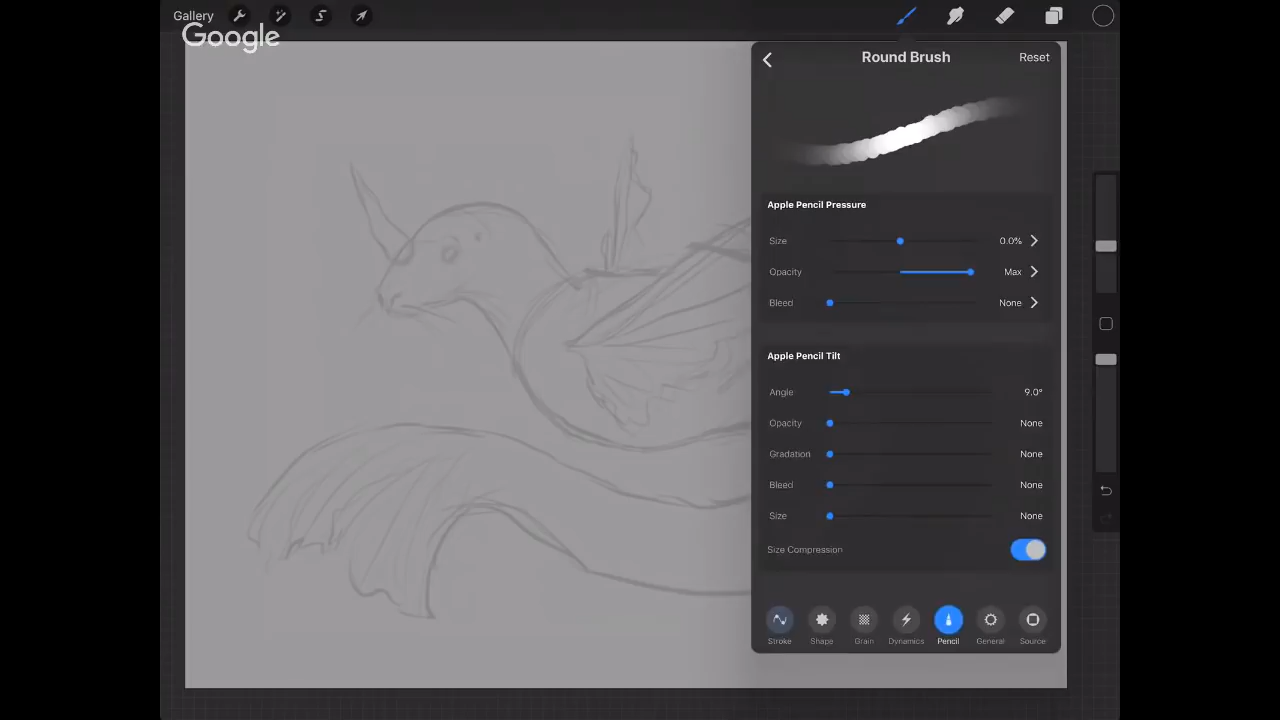 Gallery
Google
Round Brush
Reset
Apple Pencil Pressure
Size 0.0%
Opacity Max
Bleed None
Apple Pencil Tilt
Angle 9.0°
Opacity None
Gradation None
Bleed None
Size None
Size Compression
Stroke Shape Grain Dynamics Pencil General Source